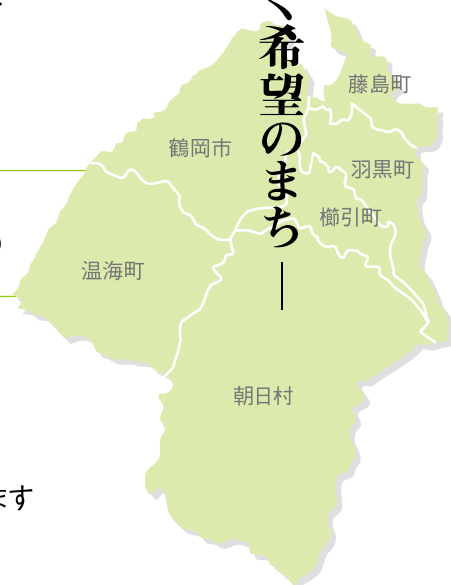 、希望のまち―
藤島町
鶴岡市
羽黒町
櫛引町
温海町
朝日村
ます